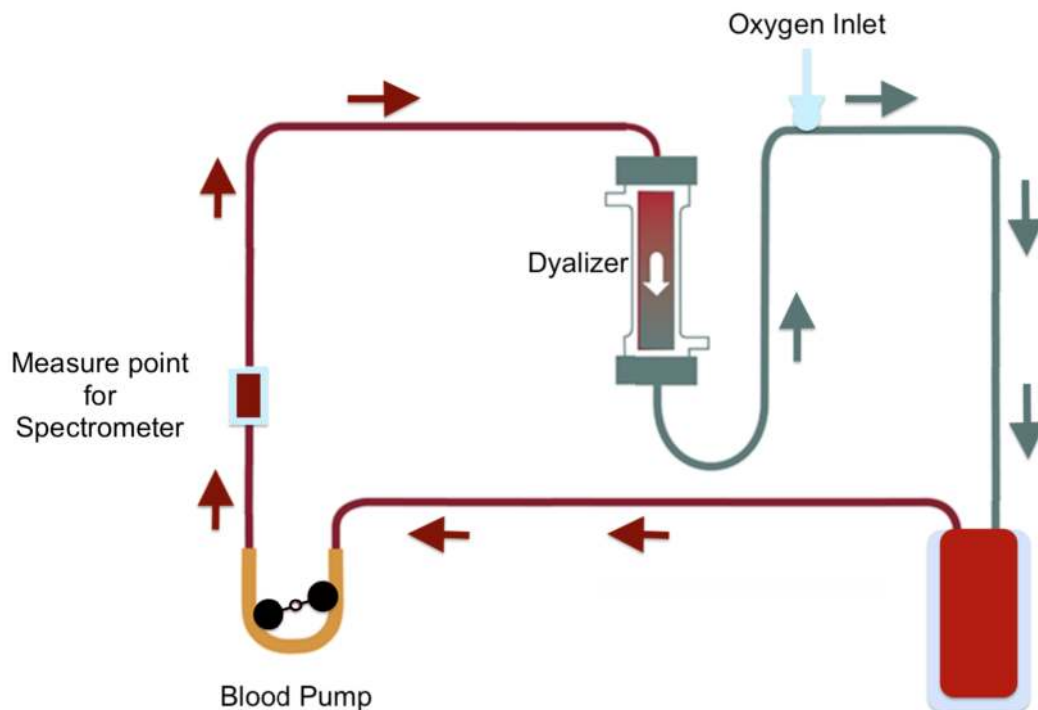 Oxygen Inlet
Dyalizer
Measure point
for
Spectrometer
Blood Pump